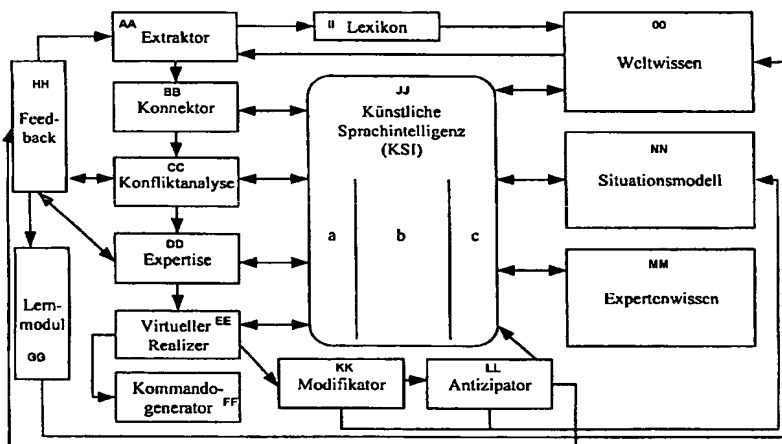 AA
Extraktor
II
Lexikon
OO
Weltwissen
HH
Feed-
back
BB
Konnektor
JJ
Künstliche
Sprachintelligenz
(KSI)
CC
Konfliktanalyse
NN
Situationsmodell
a b c
DD
Expertise
MM
Expertenwissen
Lern-
modul
GG
Virtueller EE
Realizer
KK
Modifikator
LL
Antizipator
Kommando-
generator FF